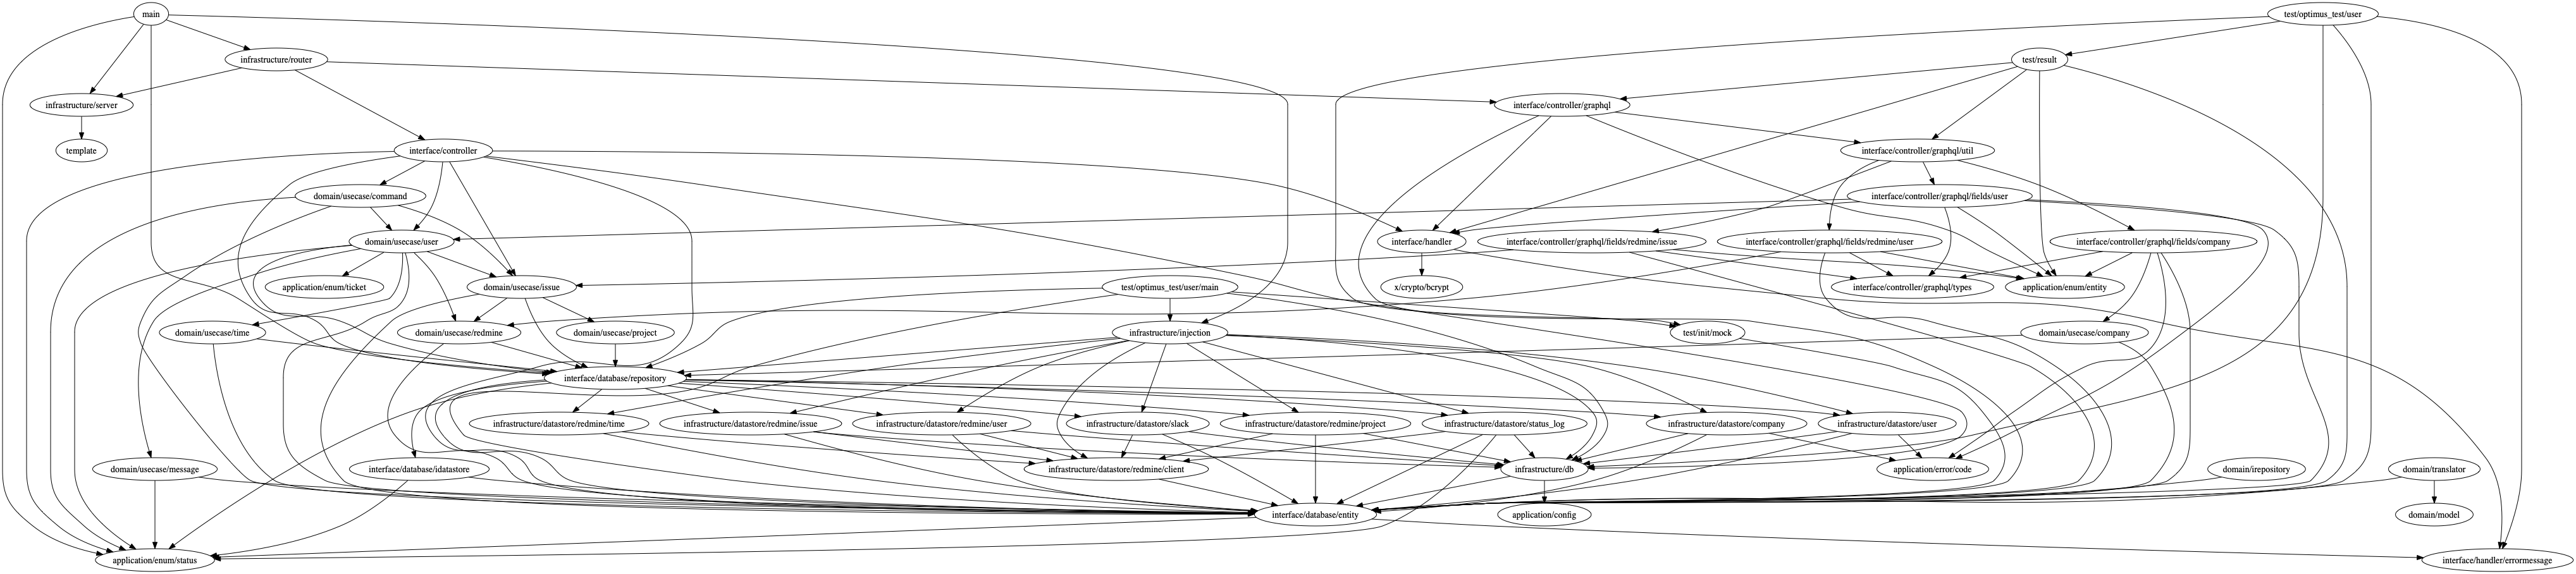 main
test/optimus_test/user
infrastructure/router
test/result
infrastructure/server
interface/controller/graphql
template
interface/controller
interface/controller/graphql/util
domain/usecase/command
interface/controller/graphql/fields/user
domain/usecase/user
interface/handler
interface/controller/graphql/fields/redmine/issue
interface/controller/graphql/fields/redmine/user
interface/controller/graphql/fields/company
application/enum/ticket
domain/usecase/issue
test/optimus_test/user/main
x/crypto/bcrypt
interface/controller/graphql/types
application/enum/entity
domain/usecase/time
domain/usecase/redmine
domain/usecase/project
infrastructure/injection
test/init/mock
domain/usecase/company
interface/database/repository
infrastructure/datastore/redmine/time
infrastructure/datastore/redmine/issue
infrastructure/datastore/redmine/user
infrastructure/datastore/slack
infrastructure/datastore/redmine/project
infrastructure/datastore/status_log
infrastructure/datastore/company
infrastructure/datastore/user
domain/usecase/message
interface/database/idatastore
infrastructure/datastore/redmine/client
infrastructure/db
application/error/code
domain/irepository
domain/translator
interface/database/entity
application/config
domain/model
application/enum/status
interface/handler/errormessage